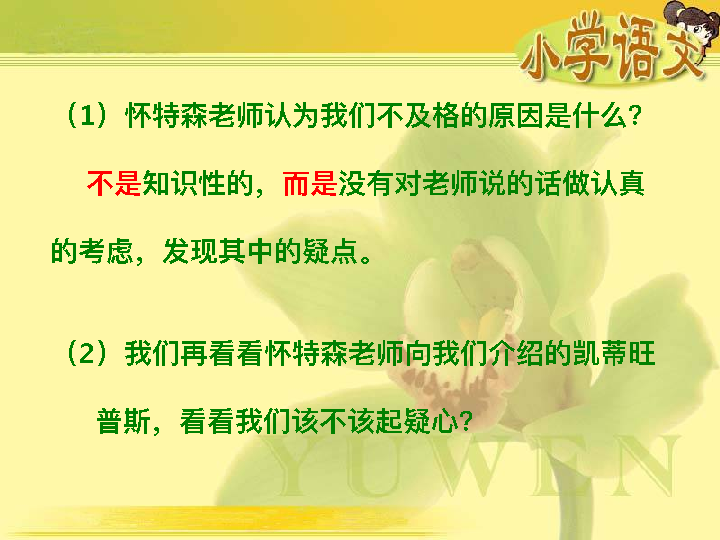 小学语文
（1）怀特森老师认为我们不及格的原因是什么？
不是知识性的，而是没有对老师说的话做认真
的考虑，发现其中的疑点。
（2）我们再看看怀特森老师向我们介绍的凯蒂旺
普斯，看看我们该不该起疑心？
YUWEN